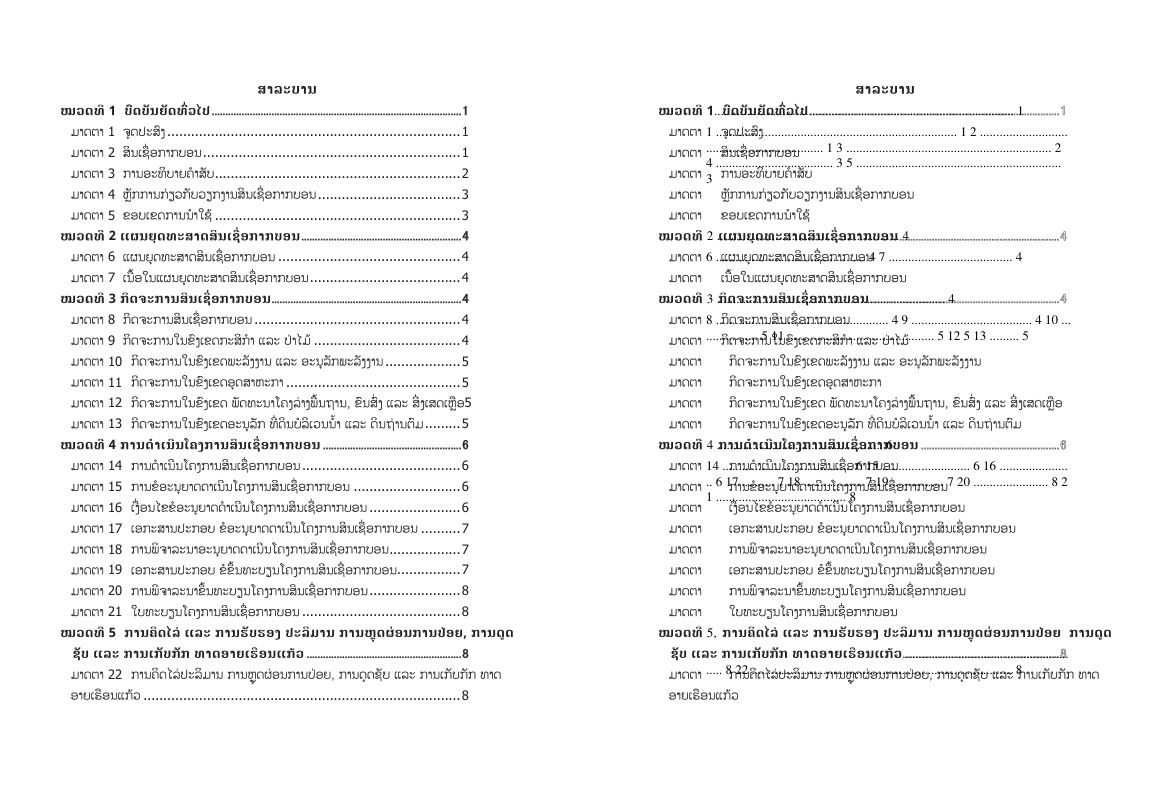 ສາລະບານ
ໝວດທີ 1 ບົດບັນຍັດທົ່ວໄປ....................1
ມາດຕາ 1 ຈຸດປະສົງ....................1
ມາດຕາ 2 ສິນເຊື່ອກາກບອນ....................1
ມາດຕາ 3 ການອະທິບາຍຄຳສັບ....................2
ມາດຕາ 4 ຫຼັກການກ່ຽວກັບວຽກງານສິນເຊື່ອກາກບອນ....................3
ມາດຕາ 5 ຂອບເຂດການນຳໃຊ້....................3
ໝວດທີ 2 ແຜນຍຸດທະສາດສິນເຊື່ອກາກບອນ....................4
ມາດຕາ 6 ແຜນຍຸດທະສາດສິນເຊື່ອກາກບອນ....................4
ມາດຕາ 7 ເນື້ອໃນແຜນຍຸດທະສາດສິນເຊື່ອກາກບອນ....................4
ໝວດທີ 3 ກິດຈະການສິນເຊື່ອກາກບອນ....................4
ມາດຕາ 8 ກິດຈະການສິນເຊື່ອກາກບອນ....................4
ມາດຕາ 9 ກິດຈະການໃນຂົງເຂດກະສິກຳ ແລະ ປ່າໄມ້....................4
ມາດຕາ 10 ກິດຈະການໃນຂົງເຂດພະລັງງານ ແລະ ອະນຸລັກພະລັງງານ....................5
ມາດຕາ 11 ກິດຈະການໃນຂົງເຂດອຸດສາຫະກາ....................5
ມາດຕາ 12 ກິດຈະການໃນຂົງເຂດ ພັດທະນາໂຄງລ່າງພື້ນຖານ, ຂົນສົ່ງ ແລະ ສິ່ງເສດເຫຼືອ5
ມາດຕາ 13 ກິດຈະການໃນຂົງເຂດອະນຸລັກ ທີ່ດິນບໍລິເວນນ້ຳ ແລະ ດິນຖ່ານຕົມ.........5
ໝວດທີ 4 ການດຳເນີນໂຄງການສິນເຊື່ອກາກບອນ....................6
ມາດຕາ 14 ການດຳເນີນໂຄງການສິນເຊື່ອກາກບອນ....................6
ມາດຕາ 15 ການຂໍອະນຸຍາດດາເນີນໂຄງການສິນເຊື່ອກາກບອນ....................6
ມາດຕາ 16 ເງື່ອນໄຂຂໍອະນຸຍາດດຳເນີນໂຄງການສິນເຊື່ອກາກບອນ....................6
ມາດຕາ 17 ເອກະສານປະກອບ ຂໍອະນຸຍາດດາເນີນໂຄງການສິນເຊື່ອກາກບອນ.........7
ມາດຕາ 18 ການພິຈາລະນາອະນຸຍາດດາເນີນໂຄງການສິນເຊື່ອກາກບອນ....................7
ມາດຕາ 19 ເອກະສານປະກອບ ຂໍຂຶ້ນທະບຽນໂຄງການສິນເຊື່ອກາກບອນ...............7
ມາດຕາ 20 ການພິຈາລະນາຂຶ້ນທະບຽນໂຄງການສິນເຊື່ອກາກບອນ....................8
ມາດຕາ 21 ໃບທະບຽນໂຄງການສິນເຊື່ອກາກບອນ....................8
ໝວດທີ 5 ການຄິດໄລ່ ແລະ ການຮັບຮອງ ປະລິມານ ການຫຼຸດຜ່ອນການປ່ອຍ, ການດູດ
ຊັບ ແລະ ການເກັບກັກ ທາດອາຍເຮືອນແກ້ວ....................8
ມາດຕາ 22 ການຄິດໄລ່ປະລິມານ ການຫຼຸດຜ່ອນການປ່ອຍ, ການດູດຊັບ ແລະ ການເກັບກັກ ທາດ
ອາຍເຮືອນແກ້ວ....................8
ສາລະບານ
ໝວດທີ 1 ບົດບັນຍັດທົ່ວໄປ....................1
ມາດຕາ 1 ຈຸດປະສົງ.................... 1 2 ....................
ມາດຕາ ສິນເຊື່ອກາກບອນ .......... 1 3 .................... 2
4 .................... 3 5 ....................
ມາດຕາ 3 ການອະທິບາຍຄຳສັບ
ມາດຕາ ຫຼັກການກ່ຽວກັບວຽກງານສິນເຊື່ອກາກບອນ
ມາດຕາ ຂອບເຂດການນຳໃຊ້
ໝວດທີ 2 ແຜນຍຸດທະສາດສິນເຊື່ອກາກບອນ 4....................4
ມາດຕາ 6 ແຜນຍຸດທະສາດສິນເຊື່ອກາກບອນ 4 7 .................... 4
ມາດຕາ ເນື້ອໃນແຜນຍຸດທະສາດສິນເຊື່ອກາກບອນ
ໝວດທີ 3 ກິດຈະການສິນເຊື່ອກາກບອນ.................... 4 ....................4
ມາດຕາ 8 ກິດຈະການສິນເຊື່ອກາກບອນ........... 4 9 .................... 4 10 ...
ມາດຕາ ກິດຈະການໃນຂົງເຂດກະສິກຳ ແລະ ປ່າໄມ້ ........ 5 12 5 13 ......... 5
ມາດຕາ ກິດຈະການໃນຂົງເຂດພະລັງງານ ແລະ ອະນຸລັກພະລັງງານ
ມາດຕາ ກິດຈະການໃນຂົງເຂດອຸດສາຫະກາ
ມາດຕາ ກິດຈະການໃນຂົງເຂດ ພັດທະນາໂຄງລ່າງພື້ນຖານ, ຂົນສົ່ງ ແລະ ສິ່ງເສດເຫຼືອ
ມາດຕາ ກິດຈະການໃນຂົງເຂດອະນຸລັກ ທີ່ດິນບໍລິເວນນ້ຳ ແລະ ດິນຖ່ານຕົມ
ໝວດທີ 4 ການດຳເນີນໂຄງການສິນເຊື່ອກາກບອນ ....................6
ມາດຕາ 14 ການດຳເນີນໂຄງການສິນເຊື່ອກາກບອນ.................... 6 16 ....................
ມາດຕາ ການຂໍອະນຸຍາດດາເນີນໂຄງການສິນເຊື່ອກາກບອນ 7 20 .................... 8 2
1 .................... 8
ມາດຕາ ເງື່ອນໄຂຂໍອະນຸຍາດດຳເນີນໂຄງການສິນເຊື່ອກາກບອນ
ມາດຕາ ເອກະສານປະກອບ ຂໍອະນຸຍາດດາເນີນໂຄງການສິນເຊື່ອກາກບອນ
ມາດຕາ ການພິຈາລະນາອະນຸຍາດດາເນີນໂຄງການສິນເຊື່ອກາກບອນ
ມາດຕາ ເອກະສານປະກອບ ຂໍຂຶ້ນທະບຽນໂຄງການສິນເຊື່ອກາກບອນ
ມາດຕາ ການພິຈາລະນາຂຶ້ນທະບຽນໂຄງການສິນເຊື່ອກາກບອນ
ມາດຕາ ໃບທະບຽນໂຄງການສິນເຊື່ອກາກບອນ
ໝວດທີ 5, ການຄິດໄລ່ ແລະ ການຮັບຮອງ ປະລິມານ ການຫຼຸດຜ່ອນການປ່ອຍ ການດູດ
ຊັບ ແລະ ການເກັບກັກ ທາດອາຍເຮືອນແກ້ວ....................8
ມາດຕາ ..... 8 22 ການຄິດໄລ່ປະລິມານ ການຫຼຸດຜ່ອນການປ່ອຍ, ການດູດຊັບ ແລະ ການເກັບກັກ ທາດ
ອາຍເຮືອນແກ້ວ